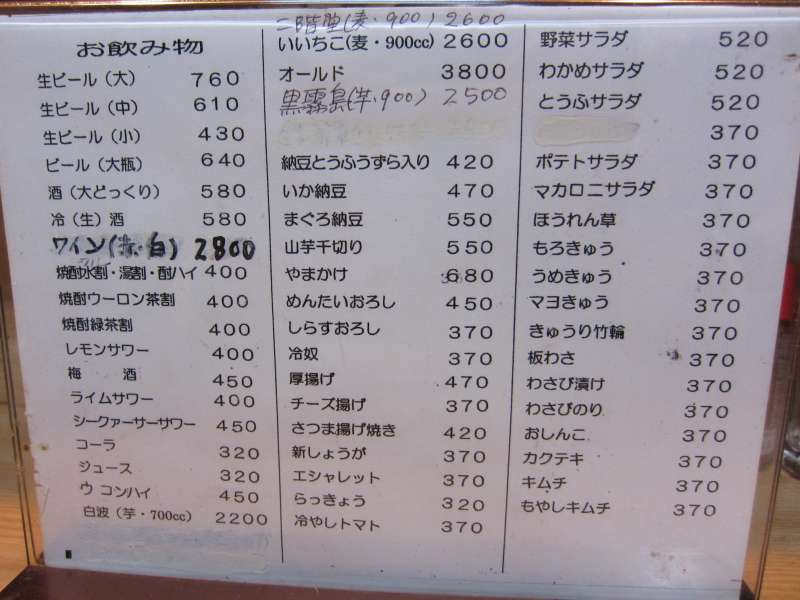 お飲み物
生ビール（大） 760
生ビール（中） 610
生ビール（小） 430
ビール（大瓶） 640
酒（大どっくり） 580
冷（生）酒 580
ワイン(赤・白) 2800
焼酎水割・湯割・酎ハイ 400
焼酎ウーロン茶割 400
焼酎緑茶割 400
レモンサワー 400
梅 酒 450
ライムサワー 400
シークァーサーサワー 450
コーラ 320
ジュース 320
ウ コンハイ 450
白波（芋・700cc） 2200
二階堂(麦・900) 2600
いいちこ(麦・900cc) 2600
オールド 3800
黒霧島(芋・900) 2500
納豆とうふうずら入り 420
いか納豆 470
まぐろ納豆 550
山芋千切り 550
やまかけ 680
めんたいおろし 450
しらすおろし 370
冷奴 370
厚揚げ 470
チーズ揚げ 370
さつま揚げ焼き 420
新しょうが 370
エシャレット 370
らっきょう 320
冷やしトマト 370
野菜サラダ 520
わかめサラダ 520
とうふサラダ 520
370
ポテトサラダ 370
マカロニサラダ 370
ほうれん草 370
もろきゅう 370
うめきゅう 370
マヨきゅう 370
きゅうり竹輪 370
板わさ 370
わさび漬け 370
わさびのり 370
おしんこ 370
カクテキ 370
キムチ 370
もやしキムチ 370